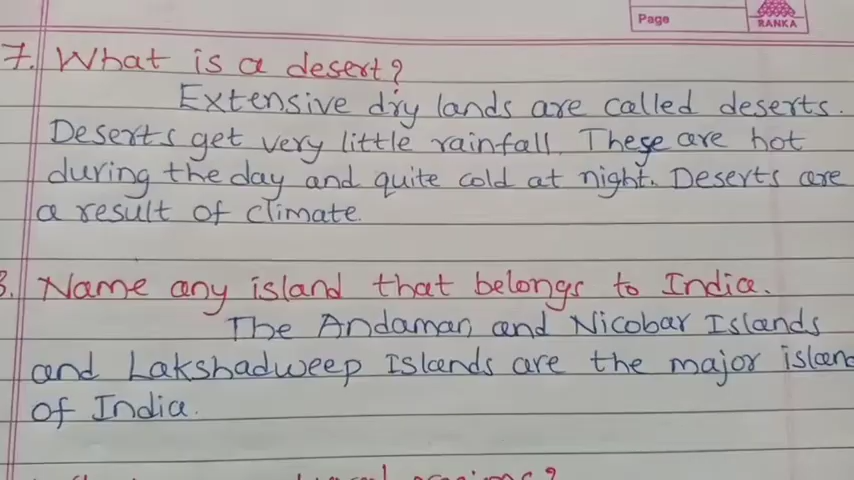 Page
RANKA
7. What is a desert?
Extensive dry lands are called deserts.
Deserts get very little rainfall. These are hot
during the day and quite cold at night. Deserts are
a result of climate.
Name any island that belongs to India.
The Andaman and Nicobar Islands
and Lakshadweep Islands are the major islan
of India.